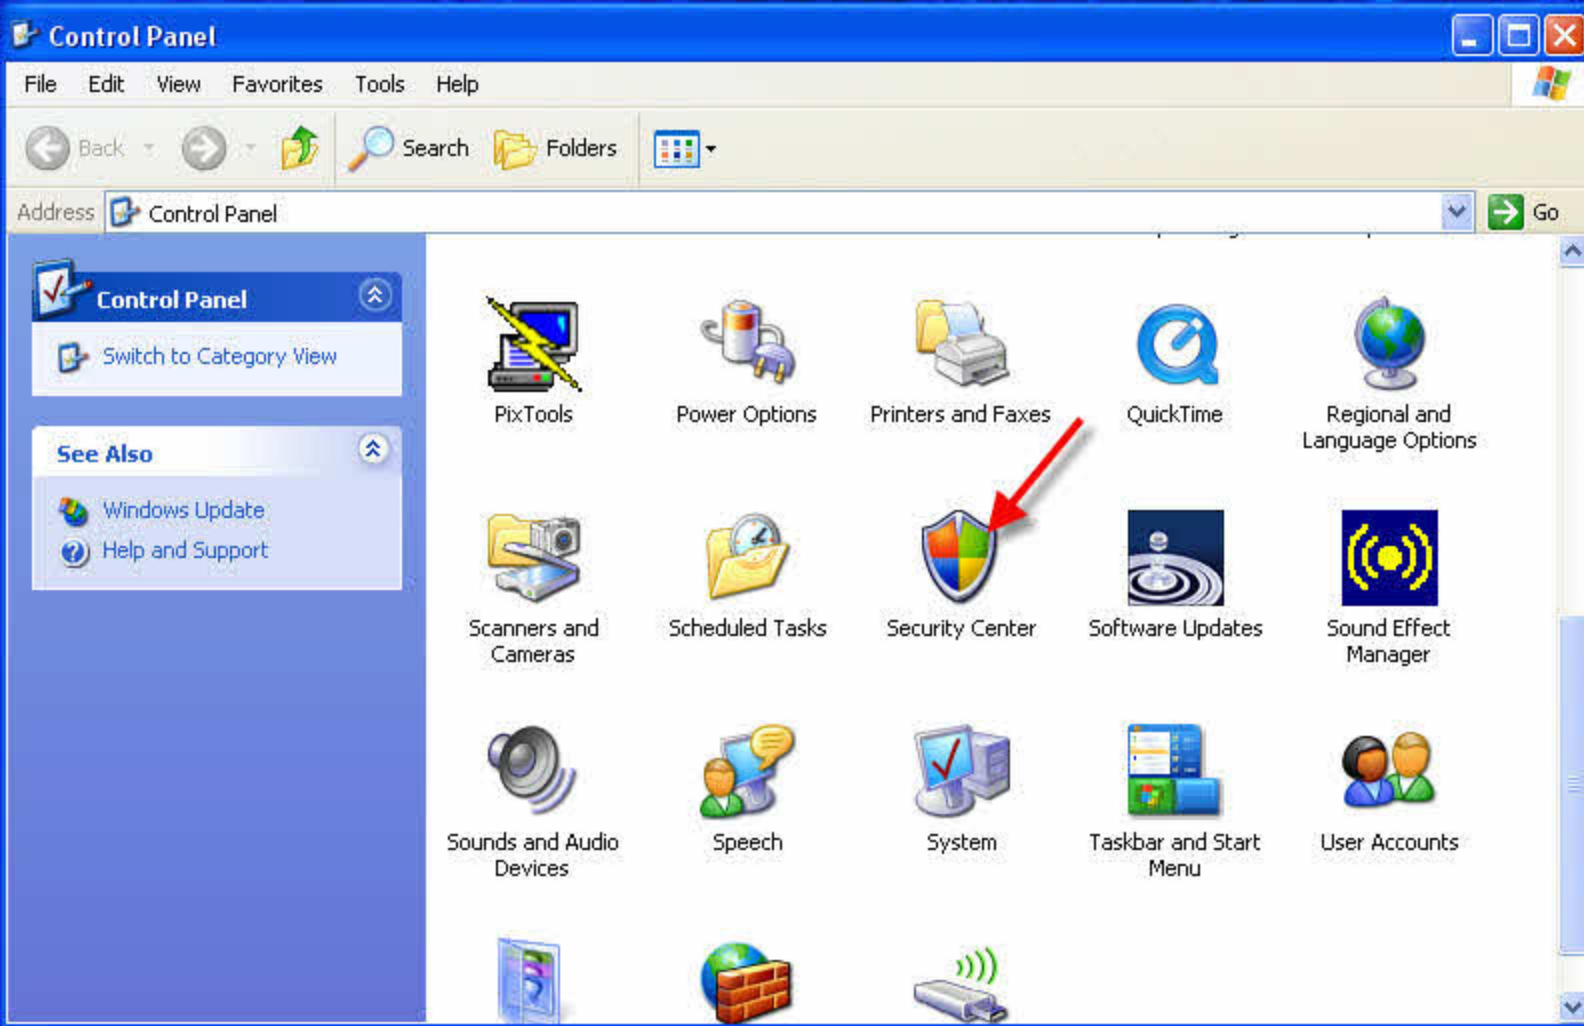 Control Panel
File Edit View Favorites Tools Help
Back Search Folders
Address Control Panel Go
Control Panel
Switch to Category View
See Also
Windows Update
Help and Support
PixTools Power Options Printers and Faxes QuickTime Regional and
Language Options
Scanners and Scheduled Tasks Security Center Software Updates Sound Effect
Cameras Manager
Sounds and Audio Speech System Taskbar and Start User Accounts
Devices Menu